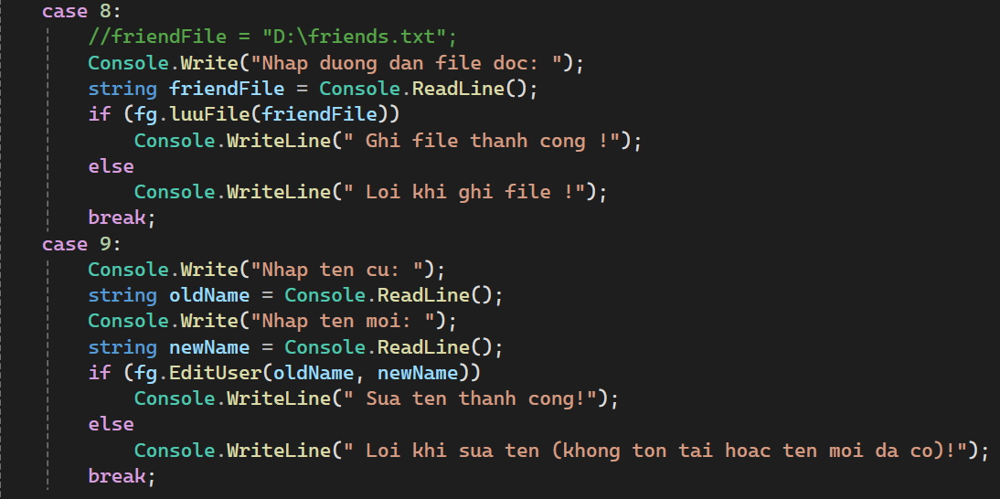 case 8:
//friendFile = "D:\friends.txt";
Console.Write("Nhap duong dan file doc: ");
string friendFile = Console.ReadLine();
if (fg.luuFile(friendFile))
Console.WriteLine(" Ghi file thanh cong !");
else
Console.WriteLine(" Loi khi ghi file !");
break;
case 9:
Console.Write("Nhap ten cu: ");
string oldName = Console.ReadLine();
Console.Write("Nhap ten moi: ");
string newName = Console.ReadLine();
if (fg.EditUser(oldName, newName))
Console.WriteLine(" Sua ten thanh cong!");
else
Console.WriteLine(" Loi khi sua ten (khong ton tai hoac ten moi da co)!");
break;